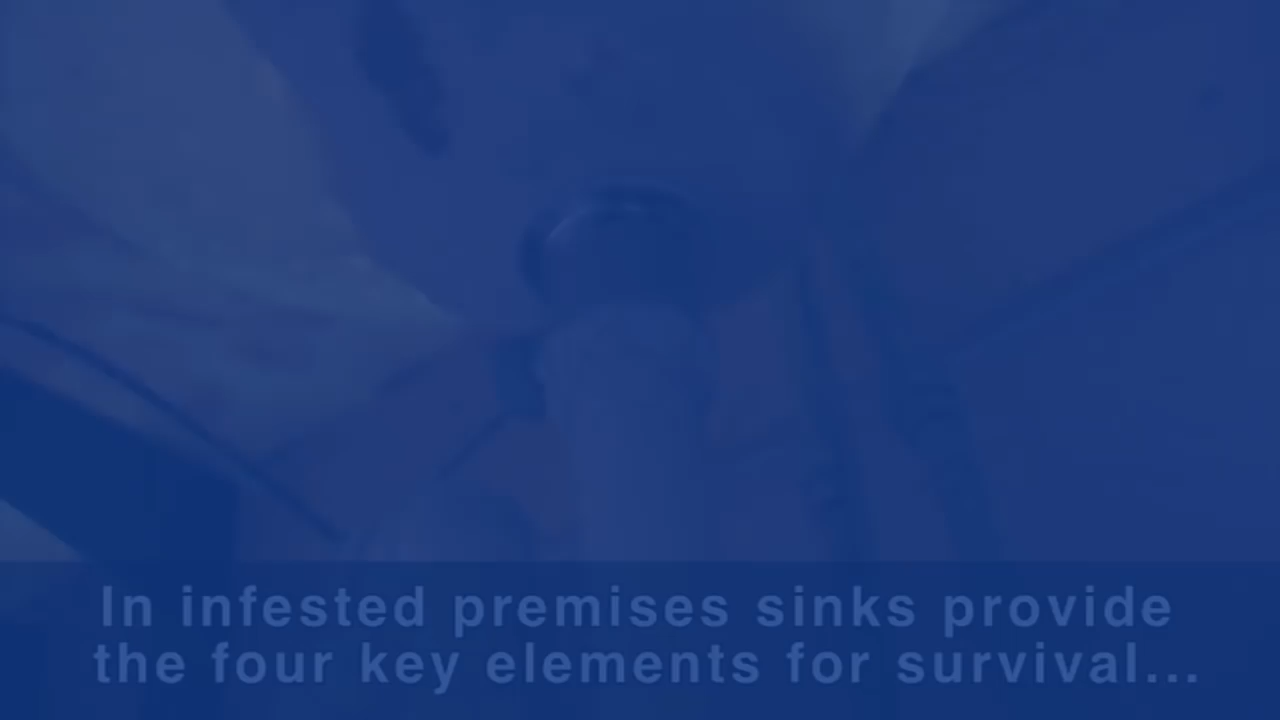 In infested premises sinks provide
the four key elements for survival...